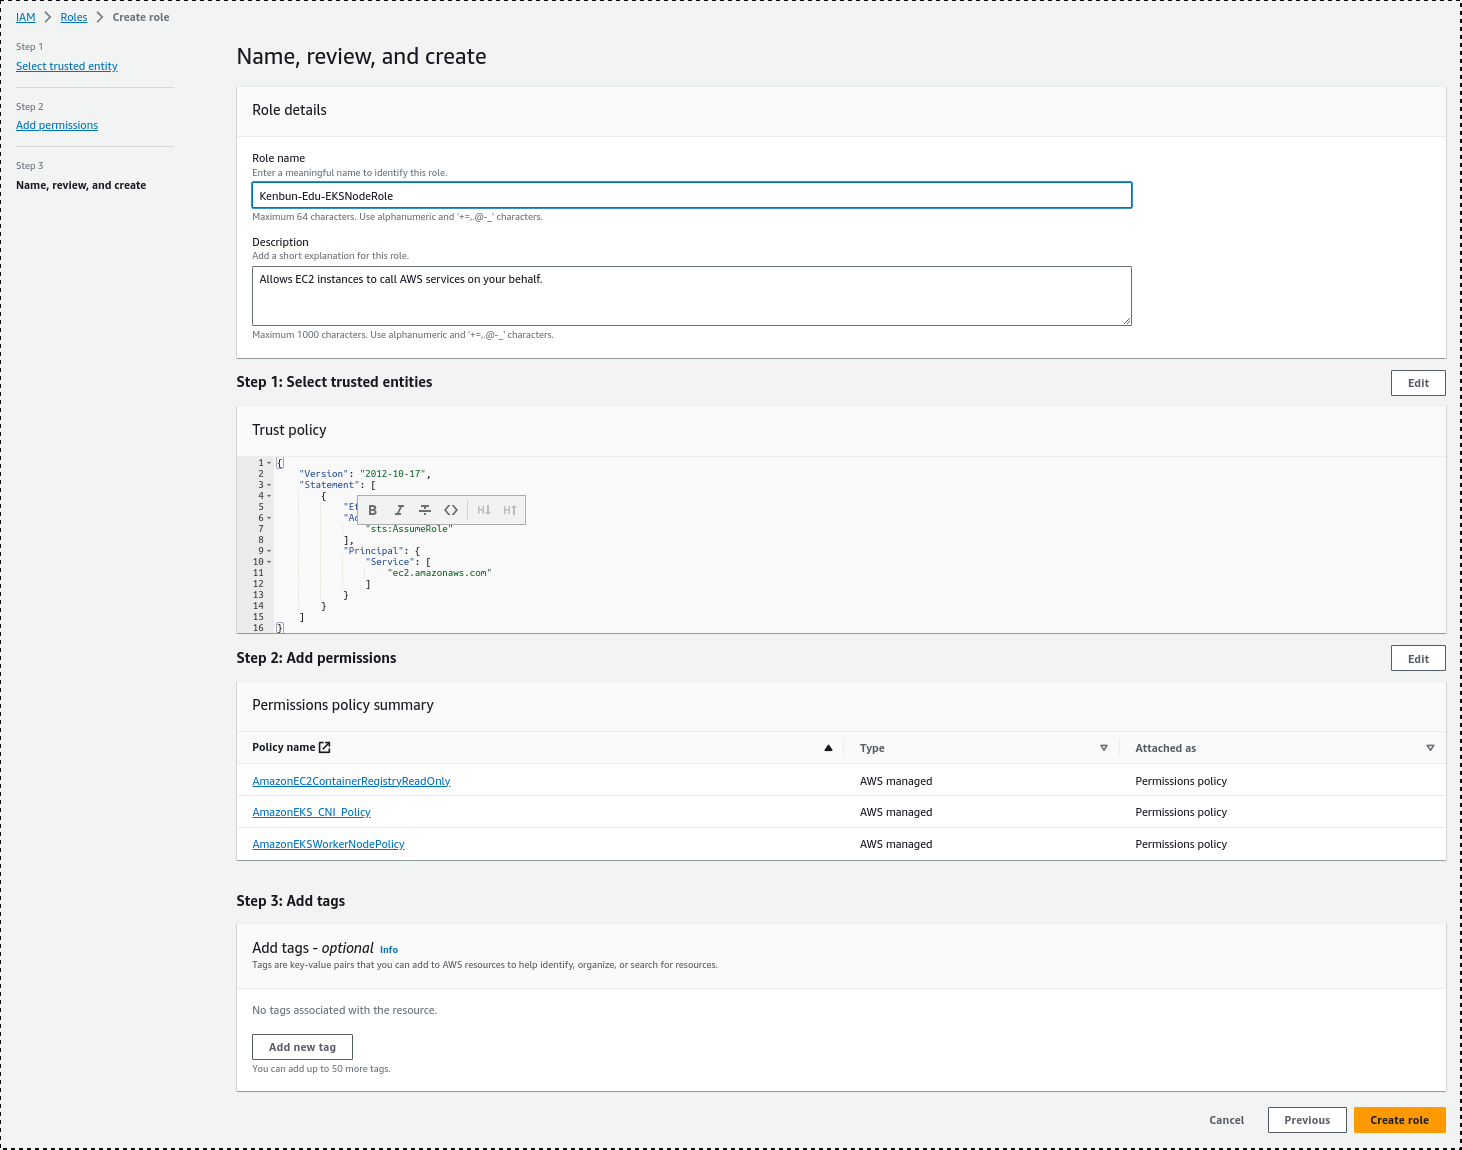 IAM > Roles > Create role
Step 1
Select trusted entity
Step 2
Add permissions
Step 3
Name, review, and create
Name, review, and create
Role details
Role name
Enter a meaningful name to identify this role.
Kenbun-Edu-EKSNodeRole
Maximum 64 characters. Use alphanumeric and '+=,.@-_' characters.
Description
Add a short explanation for this role.
Allows EC2 instances to call AWS services on your behalf.
Maximum 1000 characters. Use alphanumeric and '+=,.@-_' characters.
Step 1: Select trusted entities
Edit
Trust policy
1 {
2 "Version": "2012-10-17",
3 "Statement": [
4 {
5
6
B I S <> H↓ H↑
7 "sts:AssumeRole"
8 ],
9 "Principal": {
10 "Service": [
11 "ec2.amazonaws.com"
12 ]
13 }
14 }
15 ]
16 }
Step 2: Add permissions
Edit
Permissions policy summary
Policy name Type Attached as
AmazonEC2ContainerRegistryReadOnly AWS managed Permissions policy
AmazonEKS_CNI_Policy AWS managed Permissions policy
AmazonEKSWorkerNodePolicy AWS managed Permissions policy
Step 3: Add tags
Add tags - optional Info
Tags are key-value pairs that you can add to AWS resources to help identify, organize, or search for resources.
No tags associated with the resource.
Add new tag
You can add up to 50 more tags.
Cancel Previous Create role